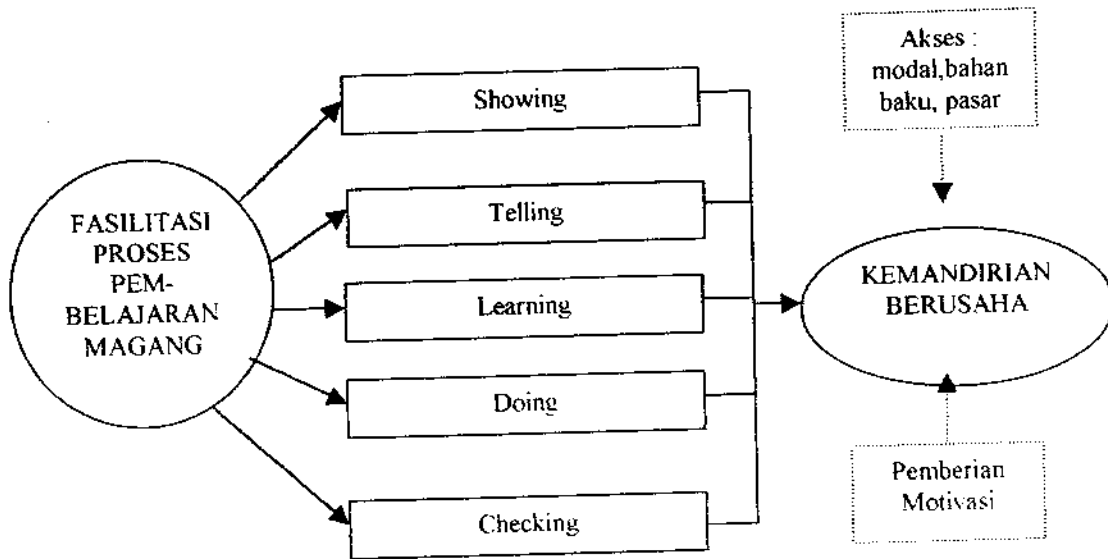 FASILITASI
PROSES
PEM-
BELAJARAN
MAGANG
Showing
Telling
Learning
Doing
Checking
Akses :
modal,bahan
baku, pasar
KEMANDIRIAN
BERUSAHA
Pemberian
Motivasi